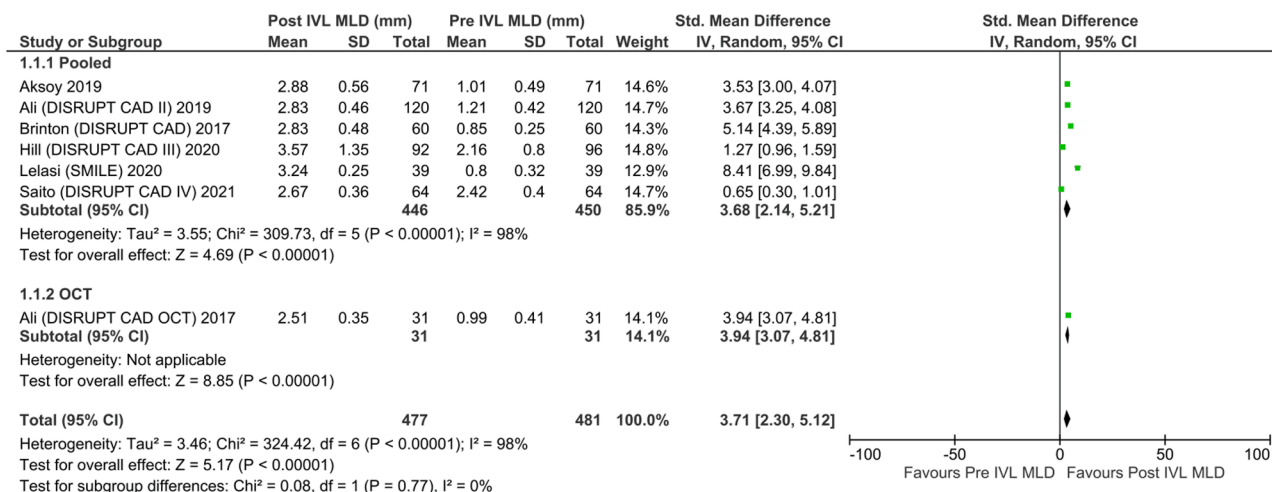 Post IVL MLD (mm) Pre IVL MLD (mm) Std. Mean Difference Std. Mean Difference
Study or Subgroup Mean SD Total Mean SD Total Weight IV, Random, 95% CI IV, Random, 95% CI
1.1.1 Pooled
Aksoy 2019 2.88 0.56 71 1.01 0.49 71 14.6% 3.53 [3.00, 4.07]
Ali (DISRUPT CAD II) 2019 2.83 0.46 120 1.21 0.42 120 14.7% 3.67 [3.25, 4.08]
Brinton (DISRUPT CAD) 2017 2.83 0.48 60 0.85 0.25 60 14.3% 5.14 [4.39, 5.89]
Hill (DISRUPT CAD III) 2020 3.57 1.35 92 2.16 0.8 96 14.8% 1.27 [0.96, 1.59]
Lelasi (SMILE) 2020 3.24 0.25 39 0.8 0.32 39 12.9% 8.41 [6.99, 9.84]
Saito (DISRUPT CAD IV) 2021 2.67 0.36 64 2.42 0.4 64 14.7% 0.65 [0.30, 1.01]
Subtotal (95% CI) 446 450 85.9% 3.68 [2.14, 5.21]
Heterogeneity: Tau² = 3.55; Chi² = 309.73, df = 5 (P < 0.00001); I² = 98%
Test for overall effect: Z = 4.69 (P < 0.00001)
1.1.2 OCT
Ali (DISRUPT CAD OCT) 2017 2.51 0.35 31 0.99 0.41 31 14.1% 3.94 [3.07, 4.81]
Subtotal (95% CI) 31 31 14.1% 3.94 [3.07, 4.81]
Heterogeneity: Not applicable
Test for overall effect: Z = 8.85 (P < 0.00001)
Total (95% CI) 477 481 100.0% 3.71 [2.30, 5.12]
Heterogeneity: Tau² = 3.46; Chi² = 324.42, df = 6 (P < 0.00001); I² = 98%
Test for overall effect: Z = 5.17 (P < 0.00001)
Test for subgroup differences: Chi² = 0.08, df = 1 (P = 0.77), I² = 0%
-100 -50 0 50 100
Favours Pre IVL MLD Favours Post IVL MLD